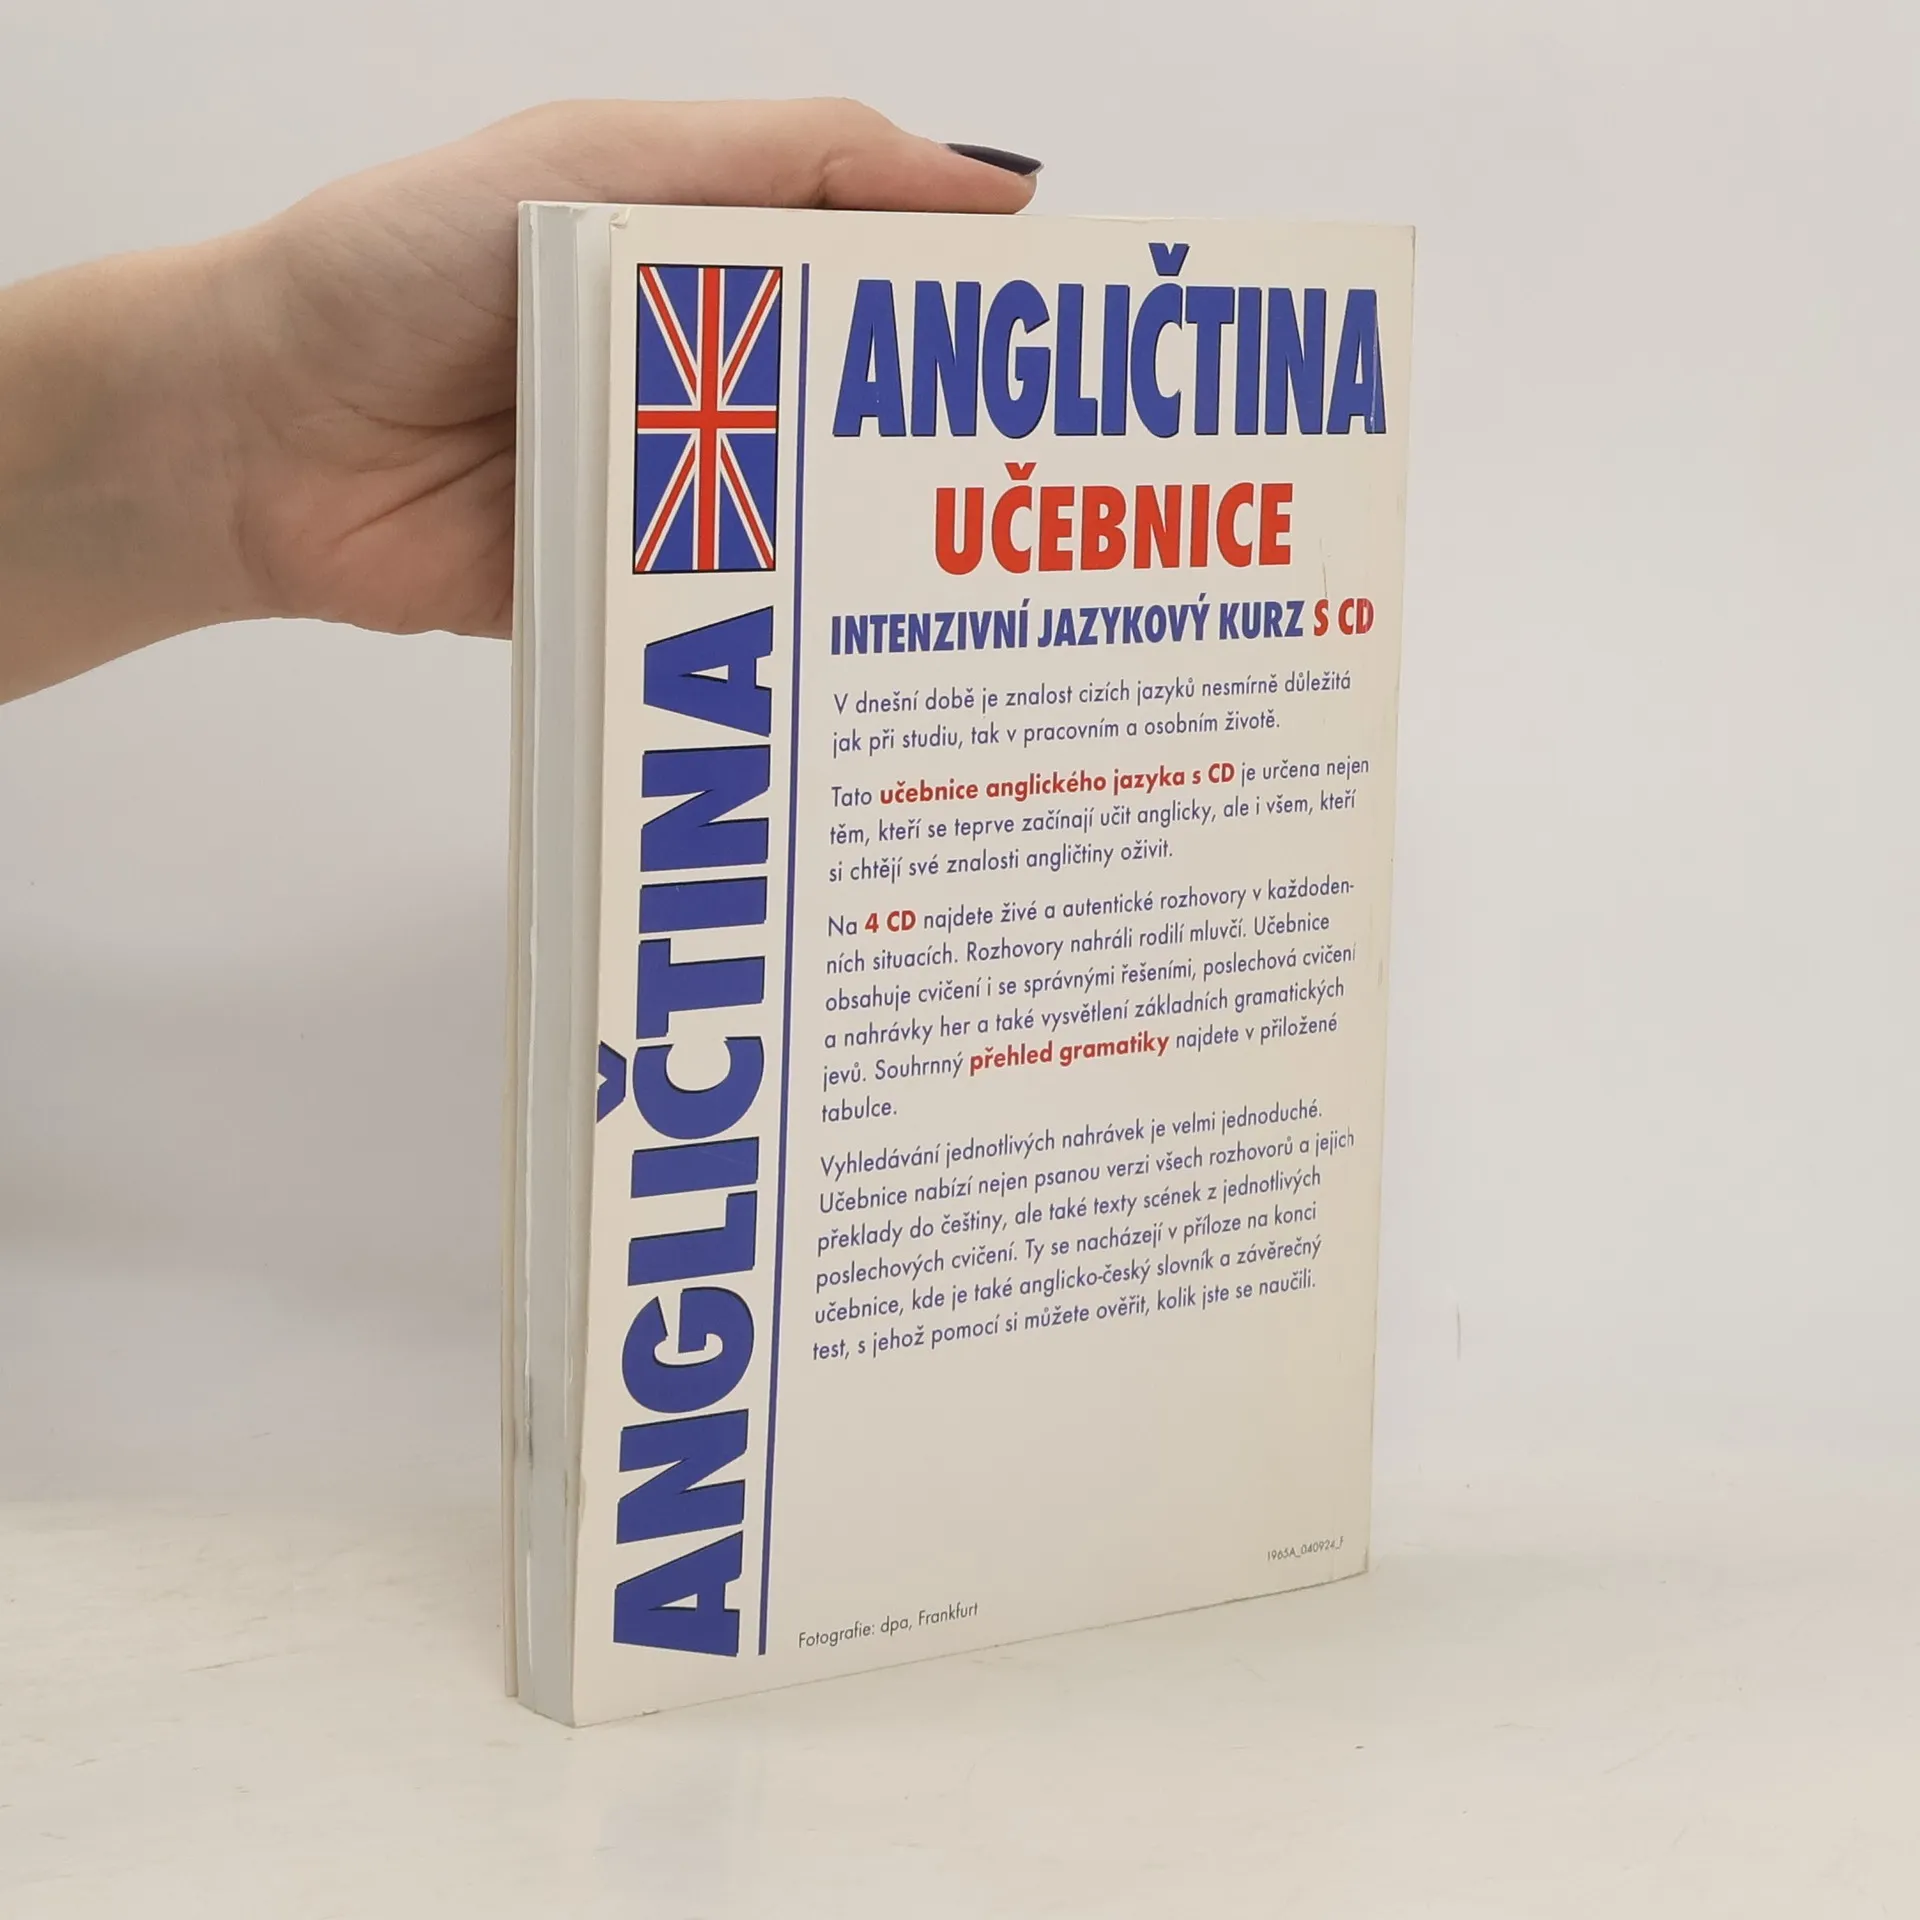 ANGLIČTINA
ANGLIČTINA
UČEBNICE
INTENZIVNÍ JAZYKOVÝ KURZ S CD
V dnešní době je znalost cizích jazyků nesmírně důležitá
jak při studiu, tak v pracovním a osobním životě.
Tato učebnice anglického jazyka s CD je určena nejen
těm, kteří se teprve začínají učit anglicky, ale i všem, kteří
si chtějí své znalosti angličtiny oživit.
Na 4 CD najdete živé a autentické rozhovory v každoden-
ních situacích. Rozhovory nahráli rodilí mluvčí. Učebnice
obsahuje cvičení i se správnými řešeními, poslechová cvičení
a nahrávky her a také vysvětlení základních gramatických
jevů. Souhrnný přehled gramatiky najdete v přiložené
tabulce.
Vyhledávání jednotlivých nahrávek je velmi jednoduché.
Učebnice nabízí nejen psanou verzi všech rozhovorů a jejich
překlady do češtiny, ale také texty scének z jednotlivých
poslechových cvičení. Ty se nacházejí v příloze na konci
učebnice, kde je také anglicko-český slovník a závěrečný
test, s jehož pomocí si můžete ověřit, kolik jste se naučili.
1965A_040924_F
Fotografie: dpa, Frankfurt